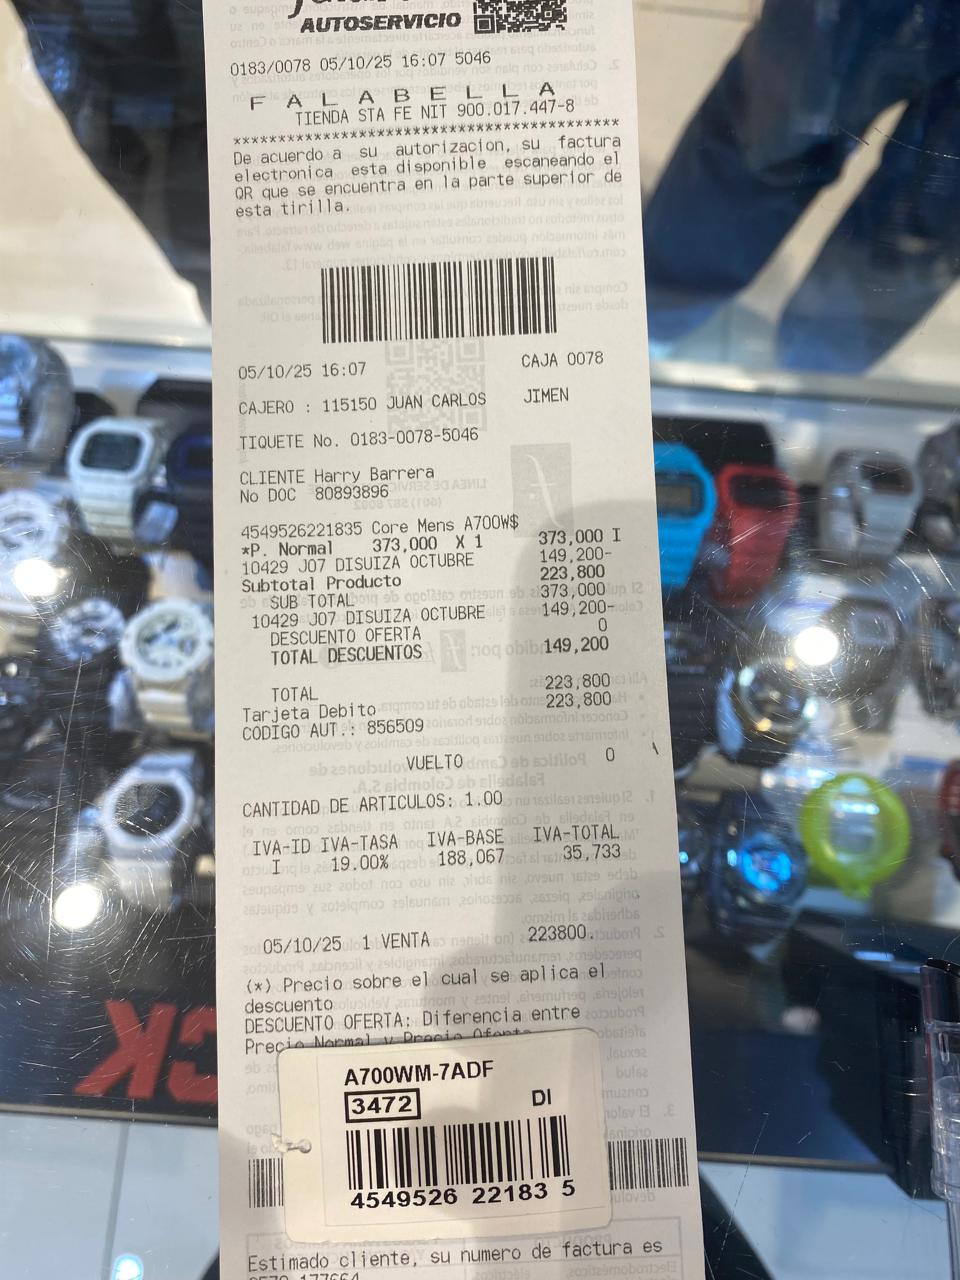 AUTOSERVICIO
0183/0078 05/10/25 16:07 5046
F A L A B E L L A
TIENDA STA FE NIT 900.017.447-8
****************************************
De acuerdo a su autorizacion, su factura
electronica esta disponible escaneando el
QR que se encuentra en la parte superior de
esta tirilla.
05/10/25 16:07 CAJA 0078
CAJERO : 115150 JUAN CARLOS JIMEN
TIQUETE No. 0183-0078-5046
CLIENTE Harry Barrera
No DOC 80893896
4549526221835 Core Mens A700W$
*P. Normal 373,000 X 1 373,000 I
10429 J07 DISUIZA OCTUBRE 149,200-
Subtotal Producto 223,800
SUB TOTAL 373,000
10429 J07 DISUIZA OCTUBRE 149,200-
DESCUENTO OFERTA 0
TOTAL DESCUENTOS 149,200
TOTAL 223,800
Tarjeta Debito 223,800
CODIGO AUT.: 856509
VUELTO 0
CANTIDAD DE ARTICULOS: 1.00
IVA-ID IVA-TASA IVA-BASE IVA-TOTAL
I 19.00% 188,067 35,733
05/10/25 1 VENTA 223800.
(*) Precio sobre el cual se aplica el
descuento
DESCUENTO OFERTA: Diferencia entre
Precio Normal y Precio Oferta
A700WM-7ADF
3472 DI
4549526 22183 5
Estimado cliente, su numero de factura es